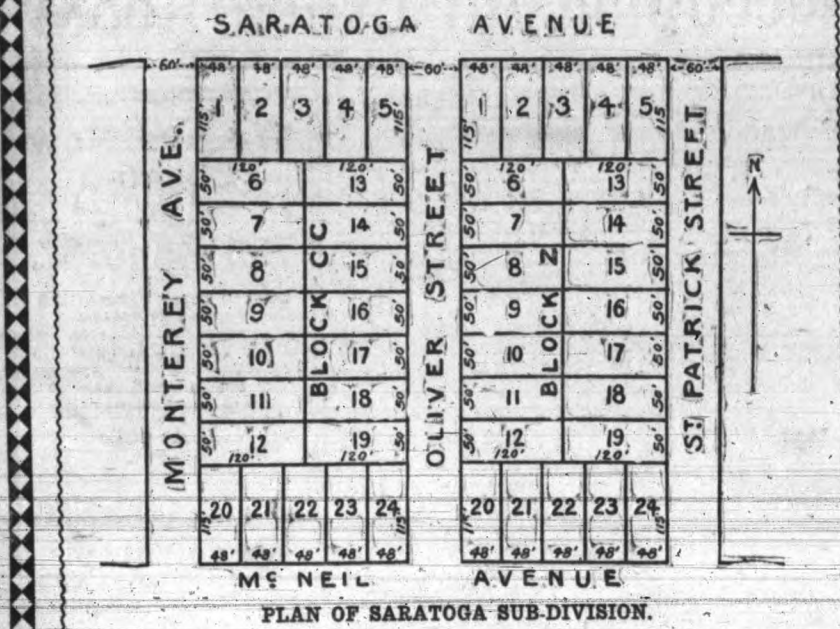 SARATOGA AVENUE
60' 48' 48' 48' 48' 48' 60' 48' 48' 48' 48' 48' 60'
115' 1 2 3 4 5 115' 115' 1 2 3 4 5 115'
120' 120' 120' 120'
50' 6 13 50' 50' 6 13 50'
50' 7 14 50' 50' 7 14 50'
50' 8 15 50' 50' 8 15 50'
50' 9 16 50' 50' 9 16 50'
50' 10 17 50' 50' 10 17 50'
50' 11 18 50' 50' 11 18 50'
50' 12 19 50' 50' 12 19 50'
120' 120' 120' 120'
115' 20 21 22 23 24 115' 20 21 22 23 24 115'
48' 48' 48' 48' 48' 48' 48' 48' 48' 48'
MONTEREY AVE.
BLOCK CC
OLIVER STREET
BLOCK Z
ST. PATRICK STREET
N
Mc NEIL AVENUE
PLAN OF SARATOGA SUB-DIVISION.